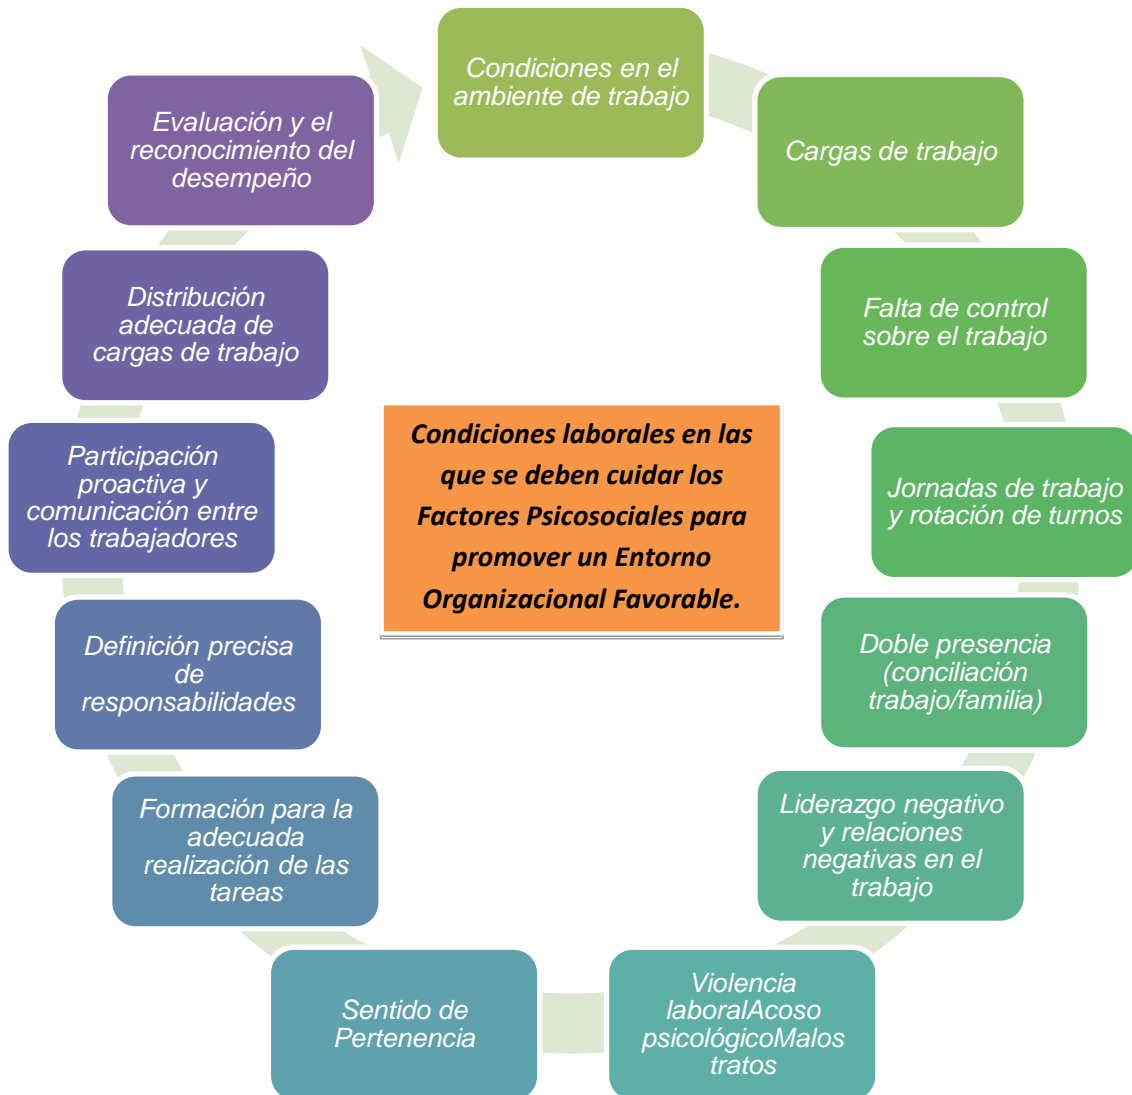 Condiciones en el
ambiente de trabajo
Cargas de trabajo
Falta de control
sobre el trabajo
Jornadas de trabajo
y rotación de turnos
Doble presencia
(conciliación
trabajo/familia)
Liderazgo negativo
y relaciones
negativas en el
trabajo
Violencia
laboralAcoso
psicológicoMalos
tratos
Sentido de
Pertenencia
Formación para la
adecuada
realización de las
tareas
Definición precisa
de
responsabilidades
Participación
proactiva y
comunicación entre
los trabajadores
Distribución
adecuada de
cargas de trabajo
Evaluación y el
reconocimiento del
desempeño
Condiciones laborales en las
que se deben cuidar los
Factores Psicosociales para
promover un Entorno
Organizacional Favorable.